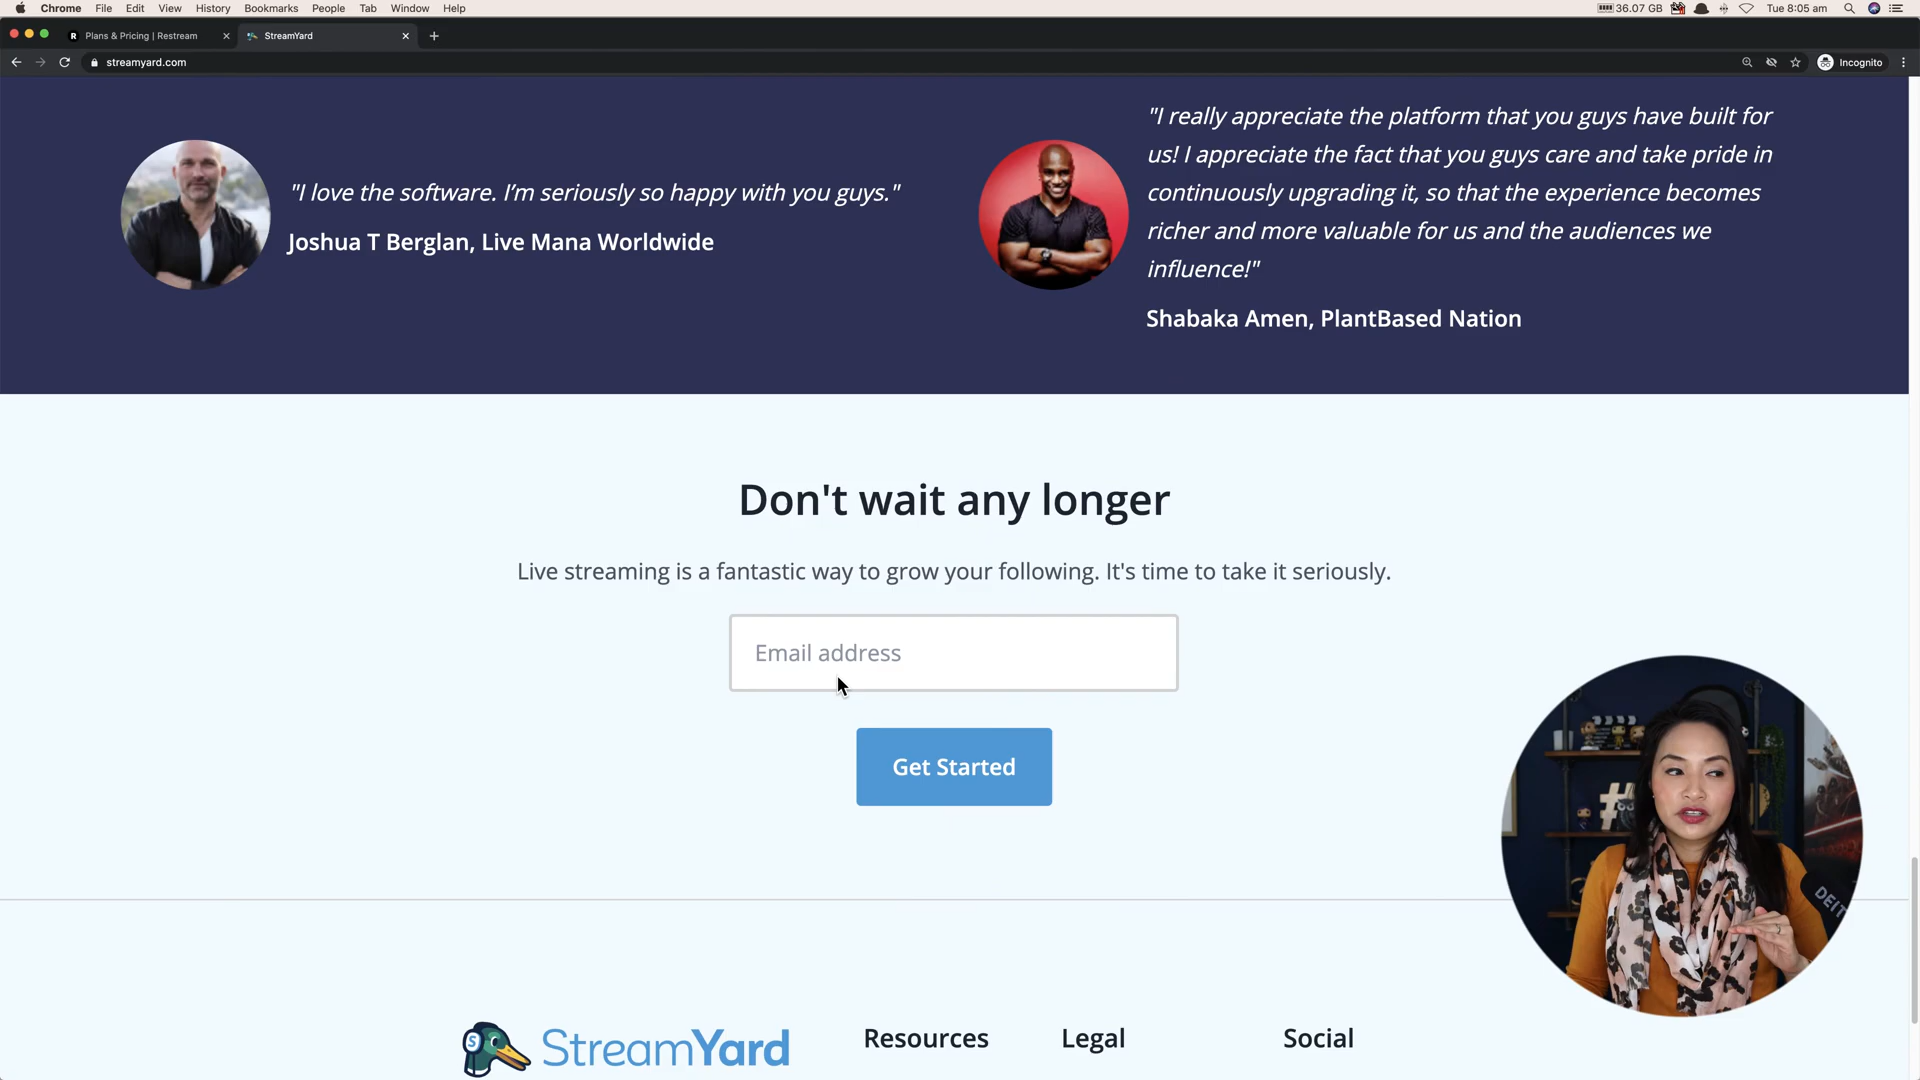 Chrome File Edit View History Bookmarks People Tab Window Help 36.07 GB Tue 8:05 am
R Plans & Pricing | Restream StreamYard
streamyard.com Incognito
"I love the software. I'm seriously so happy with you guys."
Joshua T Berglan, Live Mana Worldwide
"I really appreciate the platform that you guys have built for
us! I appreciate the fact that you guys care and take pride in
continuously upgrading it, so that the experience becomes
richer and more valuable for us and the audiences we
influence!"
Shabaka Amen, PlantBased Nation
Don't wait any longer
Live streaming is a fantastic way to grow your following. It's time to take it seriously.
Email address
Get Started
#
DEIT
S StreamYard Resources Legal Social